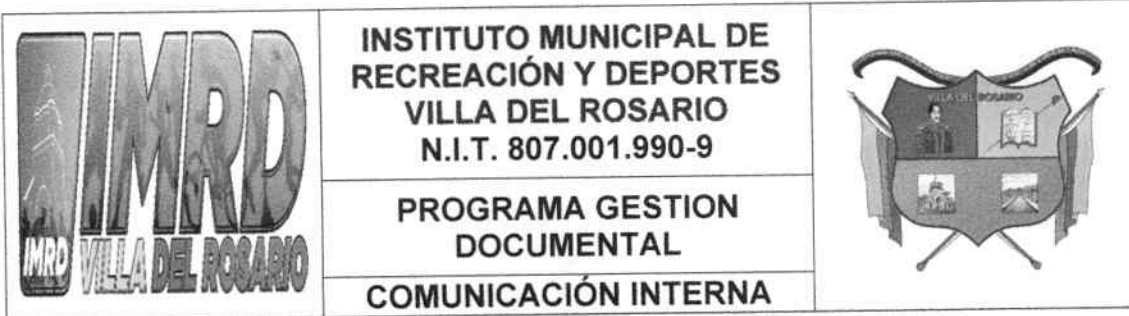 IMRD
IMRD
VILLA DEL ROSARIO
INSTITUTO MUNICIPAL DE
RECREACIÓN Y DEPORTES
VILLA DEL ROSARIO
N.I.T. 807.001.990-9
PROGRAMA GESTION
DOCUMENTAL
COMUNICACIÓN INTERNA
VILLA DEL ROSARIO